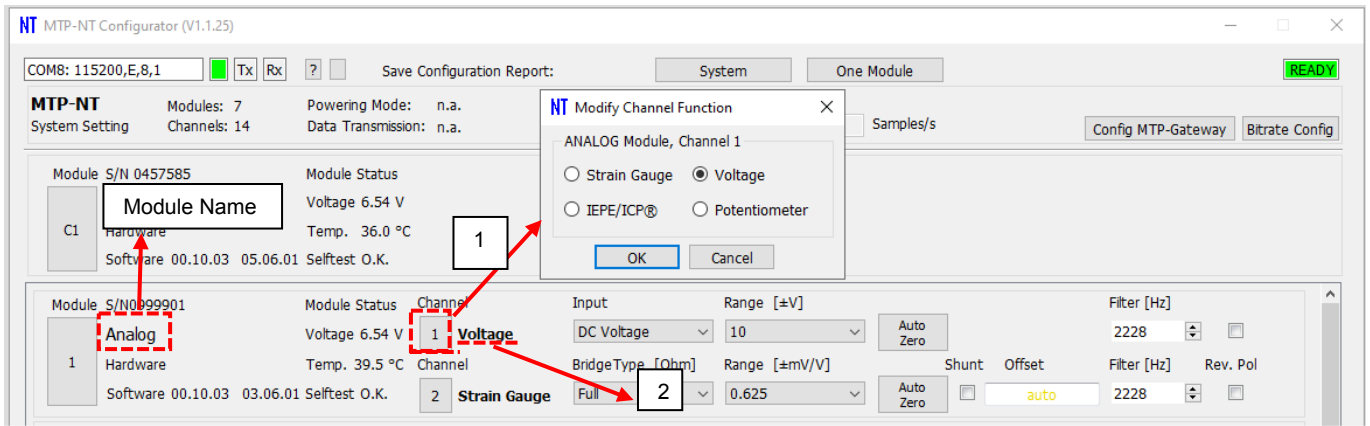 NT MTP-NT Configurator (V1.1.25)
COM8: 115200,E,8,1 Tx Rx ? Save Configuration Report: System One Module READY
MTP-NT Modules: 7 Powering Mode: n.a.
System Setting Channels: 14 Data Transmission: n.a. Samples/s Config MTP-Gateway Bitrate Config
NT Modify Channel Function
ANALOG Module, Channel 1
Strain Gauge Voltage
IEPE/ICP® Potentiometer
OK Cancel
Module S/N 0457585 Module Status
Module Name Voltage 6.54 V
C1 Hardware Temp. 36.0 °C 1
Software 00.10.03 05.06.01 Selftest O.K.
Module S/N0999901 Module Status Channel Input Range [±V] Filter [Hz]
Analog Voltage 6.54 V 1 Voltage DC Voltage 10 Auto Zero 2228
1 Hardware Temp. 39.5 °C Channel BridgeType [Ohm] Range [±mV/V] Shunt Offset Filter [Hz] Rev. Pol
Software 00.10.03 03.06.01 Selftest O.K. 2 Strain Gauge Full 2 0.625 Auto Zero auto 2228